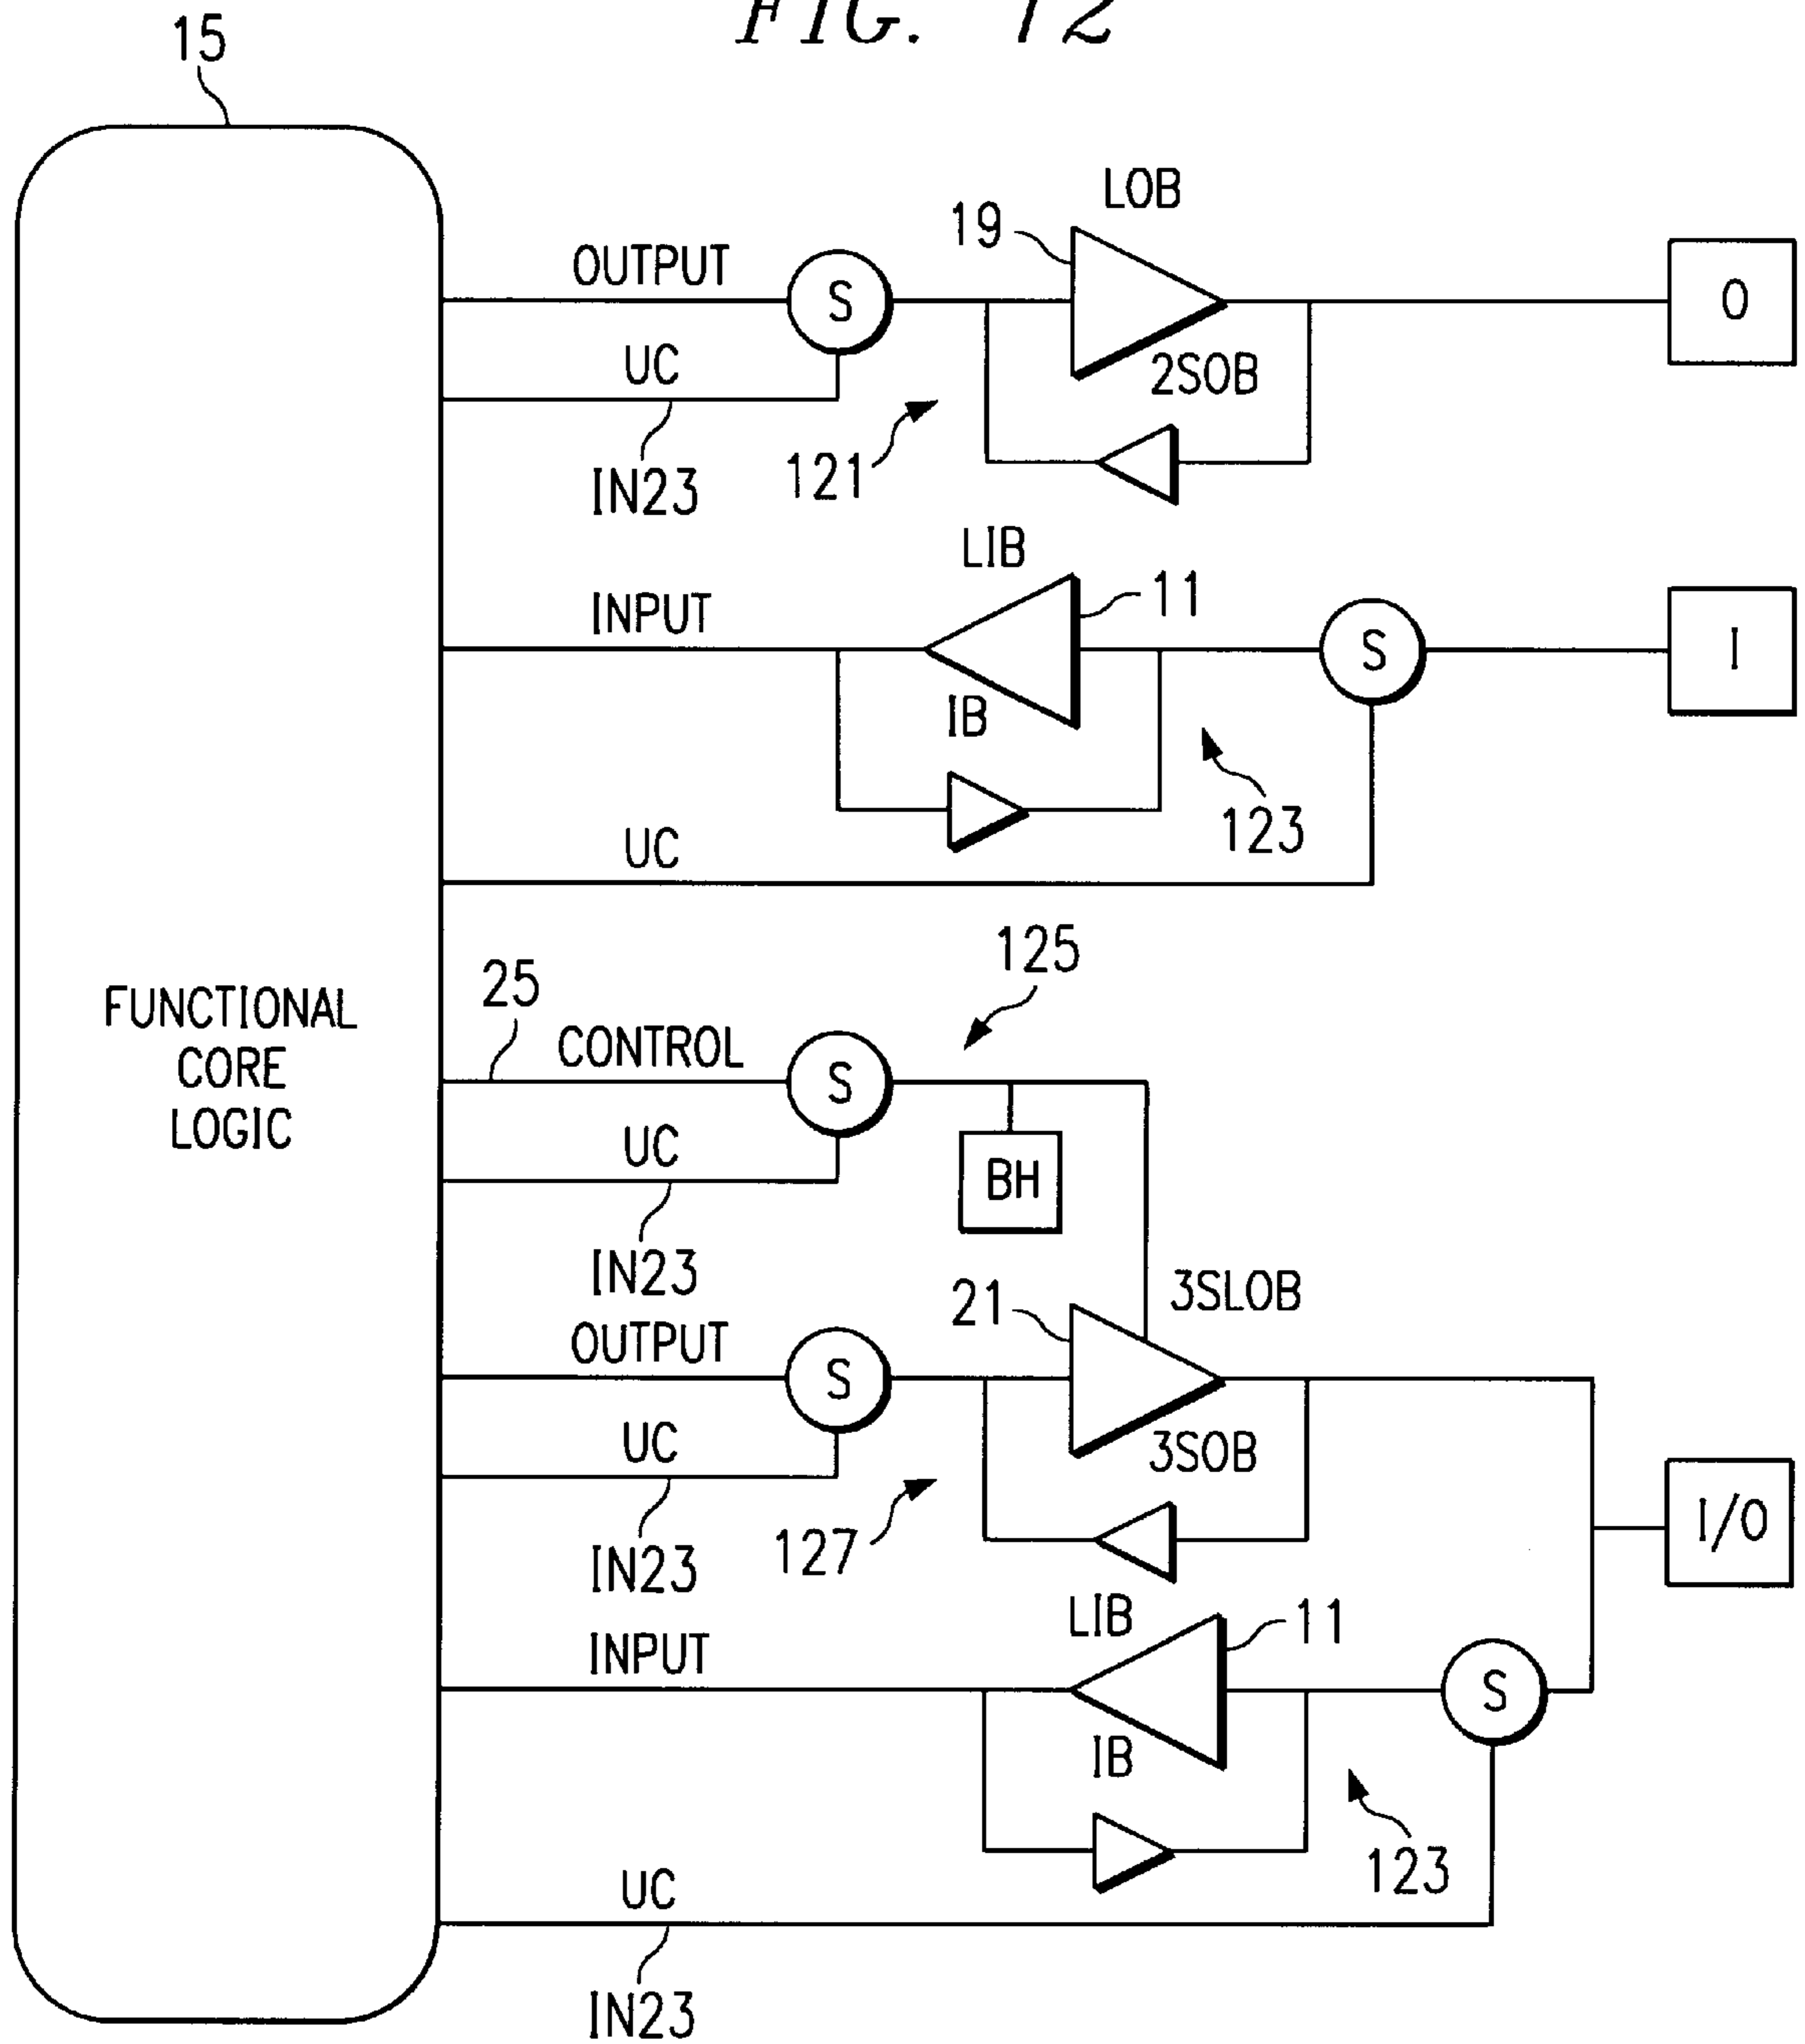 FIG. 12
15
LOB
19
OUTPUT
S
O
UC
2SOB
121
IN23
LIB
11
INPUT
S
I
IB
123
UC
125
25
CONTROL
S
FUNCTIONAL
CORE
LOGIC
UC
BH
IN23
3SLOB
21
OUTPUT
S
UC
3SOB
I/O
127
IN23
LIB
11
INPUT
S
IB
123
UC
IN23